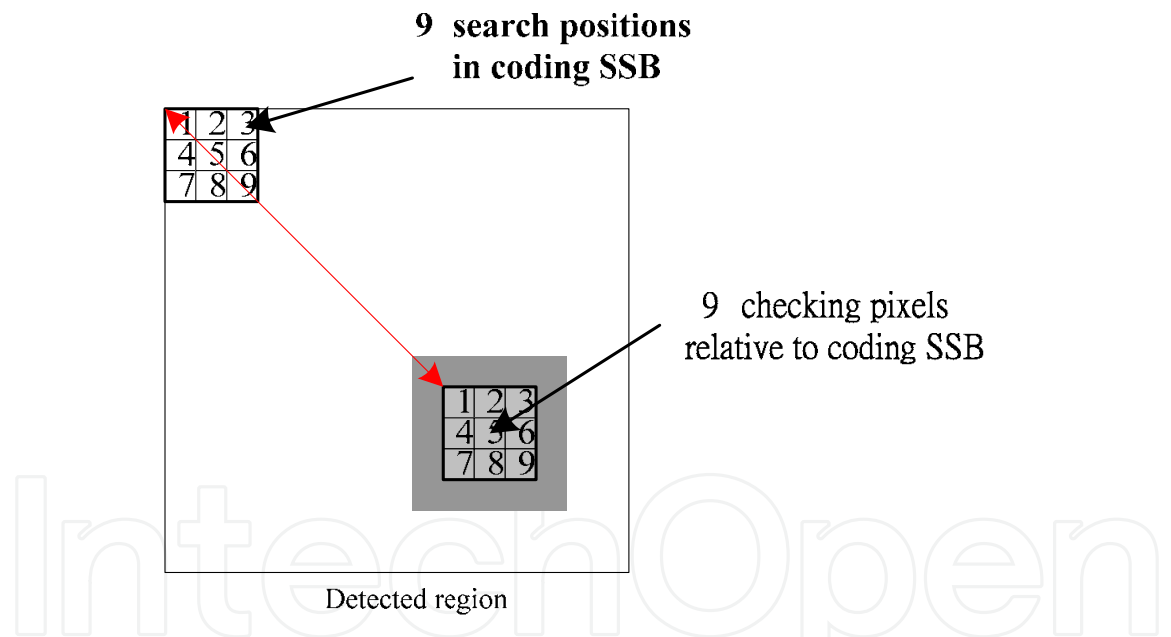 9 search positions
in coding SSB
1 2 3
4 5 6
7 8 9
9 checking pixels
relative to coding SSB
1 2 3
4 5 6
7 8 9
IntechOpen
Detected region